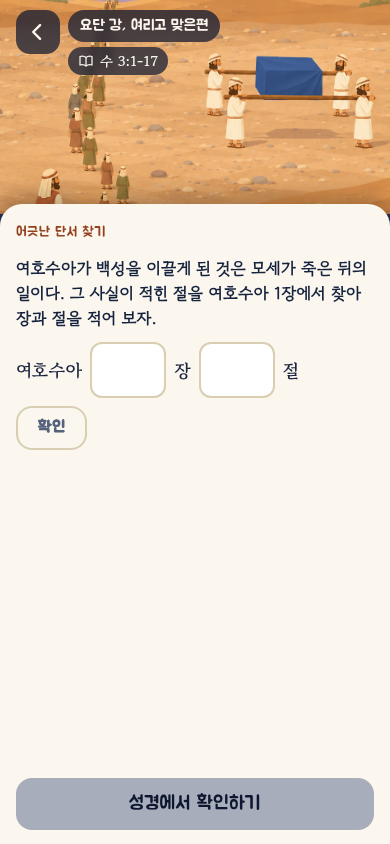 요단 강, 여리고 맞은편
수 3:1-17
어긋난 단서 찾기
여호수아가 백성을 이끌게 된 것은 모세가 죽은 뒤의
일이다. 그 사실이 적힌 절을 여호수아 1장에서 찾아
장과 절을 적어 보자.
여호수아 장 절
확인
성경에서 확인하기